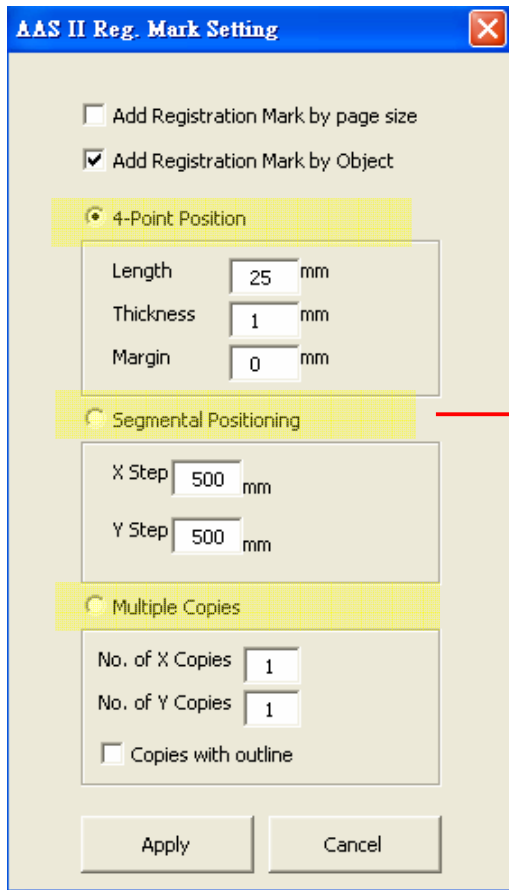 AAS II Reg. Mark Setting
Add Registration Mark by page size
Add Registration Mark by Object
4-Point Position
Length 25 mm
Thickness 1 mm
Margin 0 mm
Segmental Positioning
X Step 500 mm
Y Step 500 mm
Multiple Copies
No. of X Copies 1
No. of Y Copies 1
Copies with outline
Apply Cancel